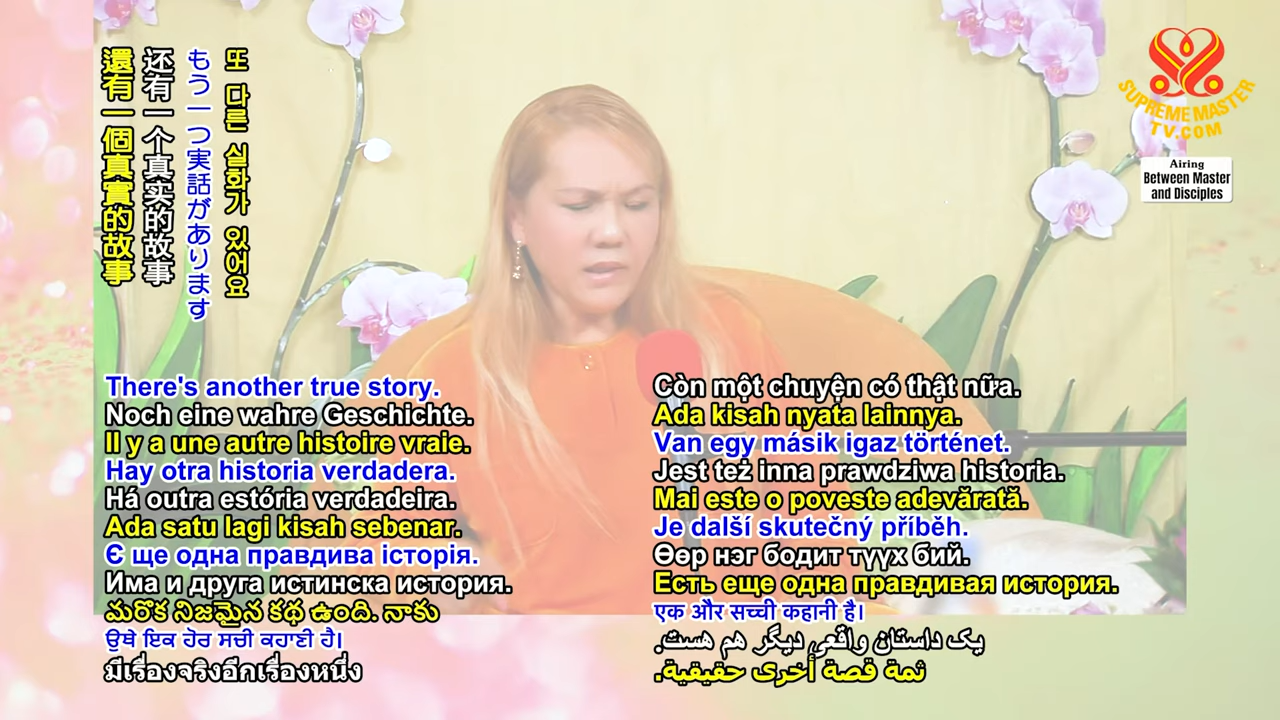 還有一個真實的故事
还有一个真实的故事
もう一つ実話があります
또 다른 실화가 있어요
There's another true story.
Noch eine wahre Geschichte.
Il y a une autre histoire vraie.
Hay otra historia verdadera.
Há outra estória verdadeira.
Ada satu lagi kisah sebenar.
Є ще одна правдива історія.
Има и друга истинска история.
మరొక నిజమైన కథ ఉంది. నాకు
ਉਥੇ ਇਕ ਹੋਰ ਸਚੀ ਕਹਾਣੀ ਹੈ।
มีเรื่องจริงอีกเรื่องหนึ่ง
Còn một chuyện có thật nữa.
Ada kisah nyata lainnya.
Van egy másik igaz történet.
Jest też inna prawdziwa historia.
Mai este o poveste adevărată.
Je další skutečný příběh.
Өөр нэг бодит түүх бий.
Есть еще одна правдивая история.
एक और सच्ची कहानी है।
یک داستان واقعی دیگر هم هست.
ثمة قصة أخرى حقيقية.
SUPREME MASTER
TV.COM
Airing
Between Master
and Disciples